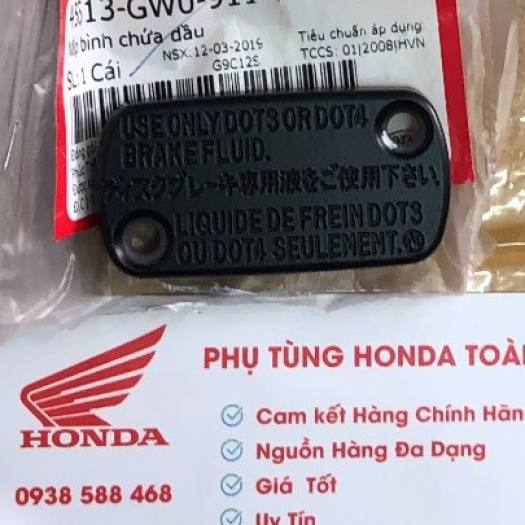 45513-GW0-911
Nắp bình chứa dầu
SL: 1 Cái
NSX: 12-03-2019
G9C12S
Tiêu chuẩn áp dụng:
TCCS: 01|2008|HVN
USE ONLY DOT3 OR DOT4
BRAKE FLUID.
ディスクブレーキ専用液をご使用下さい
LIQUIDE DE FREIN DOT3
OU DOT4 SEULEMENT.
HONDA
0938 588 468
PHỤ TÙNG HONDA TOÀ
Cam kết Hàng Chính Hãn
Nguồn Hàng Đa Dạng
Giá Tốt
Uy Tín